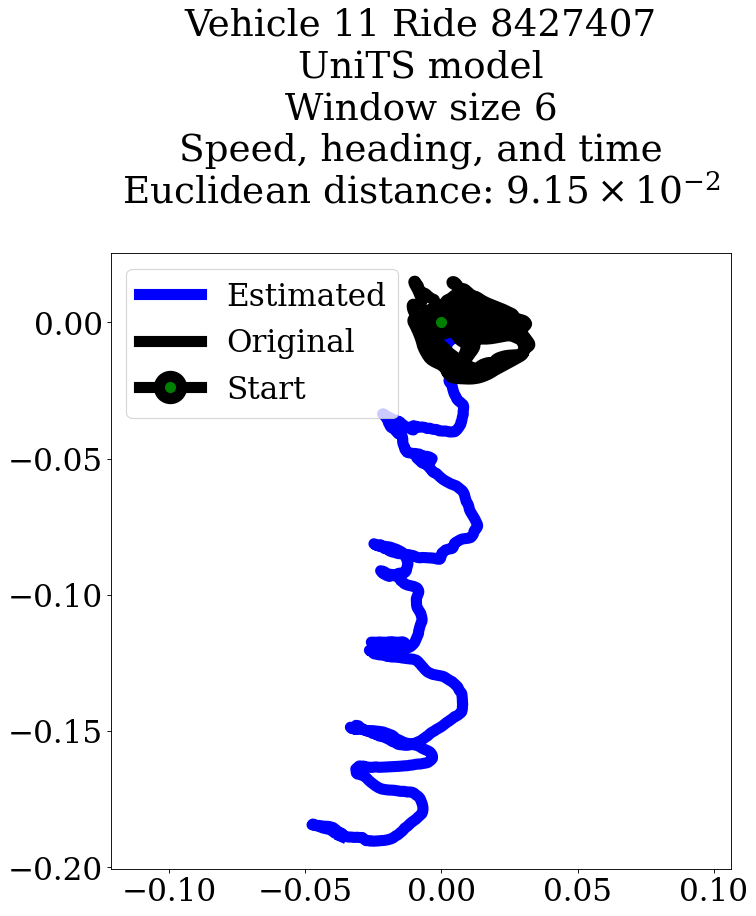 Vehicle 11 Ride 8427407
UniTS model
Window size 6
Speed, heading, and time
Euclidean distance: 9.15 × 10⁻²
Estimated
Original
Start
0.00
−0.05
−0.10
−0.15
−0.20
−0.10 −0.05 0.00 0.05 0.10